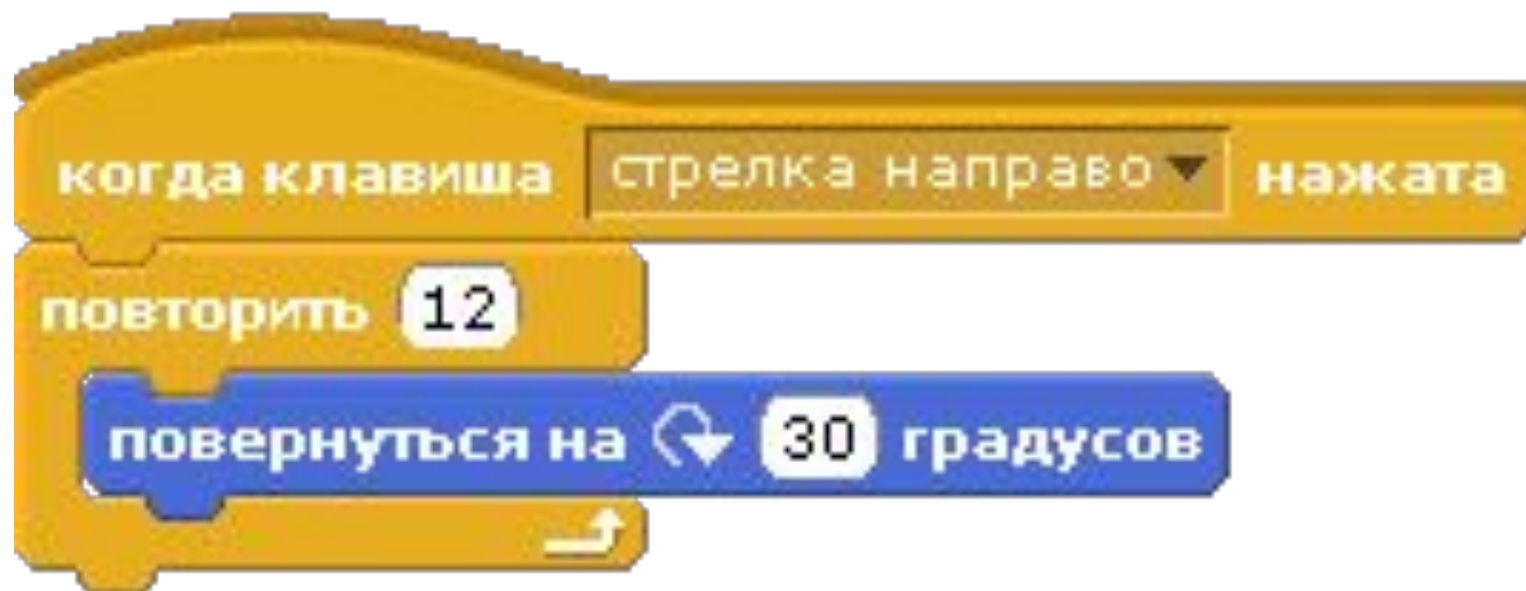 когда клавиша стрелка направо нажата
повторить 12
повернуться на 30 градусов